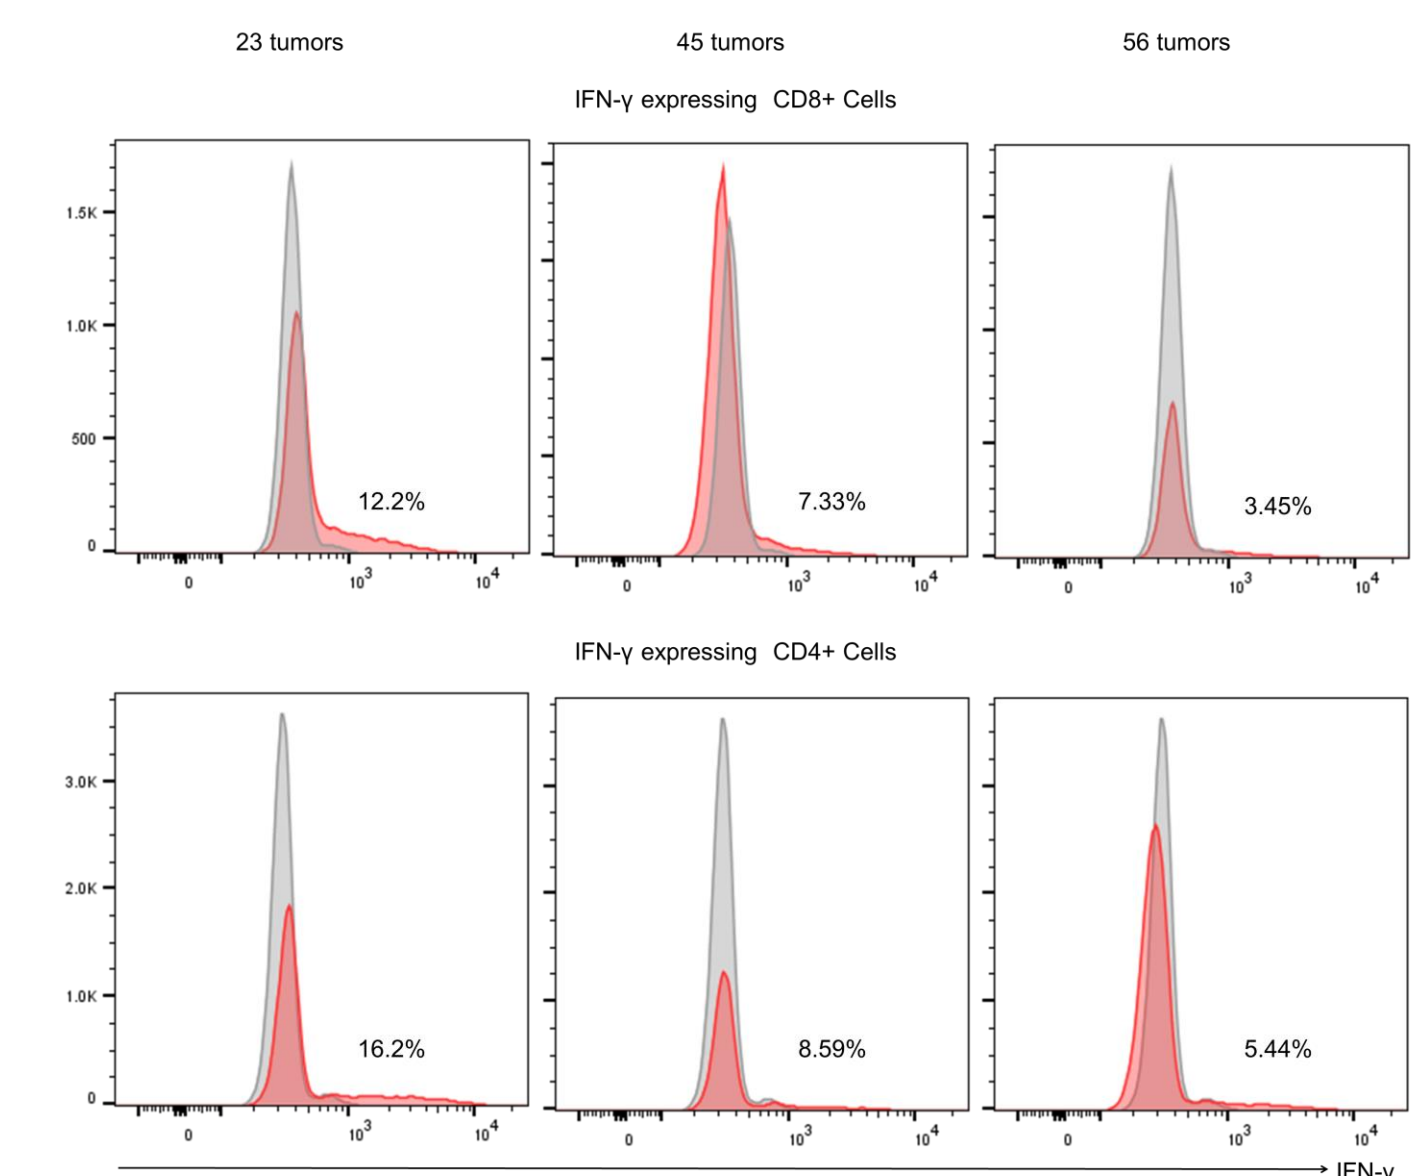 23 tumors 45 tumors 56 tumors
IFN-γ expressing CD8+ Cells
1.5K
1.0K
500
0
12.2% 7.33% 3.45%
0 10³ 10⁴ 0 10³ 10⁴ 0 10³ 10⁴
IFN-γ expressing CD4+ Cells
3.0K
2.0K
1.0K
0
16.2% 8.59% 5.44%
0 10³ 10⁴ 0 10³ 10⁴ 0 10³ 10⁴
IFN-γ